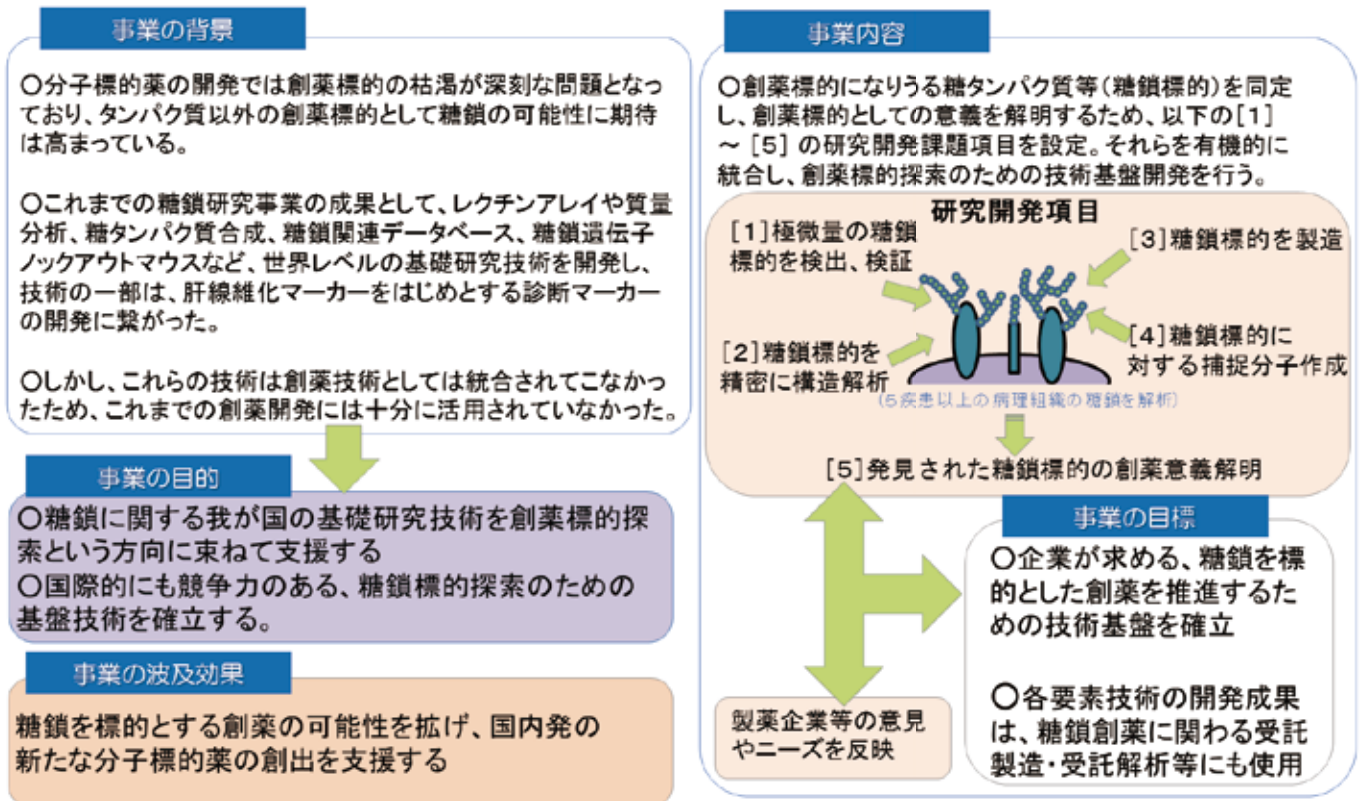 事業の背景
○分子標的薬の開発では創薬標的の枯渇が深刻な問題となっ
ており、タンパク質以外の創薬標的として糖鎖の可能性に期待
は高まっている。
○これまでの糖鎖研究事業の成果として、レクチンアレイや質量
分析、糖タンパク質合成、糖鎖関連データベース、糖鎖遺伝子
ノックアウトマウスなど、世界レベルの基礎研究技術を開発し、
技術の一部は、肝線維化マーカーをはじめとする診断マーカー
の開発に繋がった。
○しかし、これらの技術は創薬技術としては統合されてこなかっ
たため、これまでの創薬開発には十分に活用されていなかった。
事業の目的
○糖鎖に関する我が国の基礎研究技術を創薬標的探
索という方向に束ねて支援する
○国際的にも競争力のある、糖鎖標的探索のための
基盤技術を確立する。
事業の波及効果
糖鎖を標的とする創薬の可能性を拡げ、国内発の
新たな分子標的薬の創出を支援する
事業内容
○創薬標的になりうる糖タンパク質等(糖鎖標的)を同定
し、創薬標的としての意義を解明するため、以下の[1]
～ [5] の研究開発課題項目を設定。それらを有機的に
統合し、創薬標的探索のための技術基盤開発を行う。
研究開発項目
[1]極微量の糖鎖
標的を検出、検証
[2]糖鎖標的を
精密に構造解析
[3]糖鎖標的を製造
[4]糖鎖標的に
対する捕捉分子作成
(5疾患以上の病理組織の糖鎖を解析)
[5]発見された糖鎖標的の創薬意義解明
事業の目標
○企業が求める、糖鎖を標
的とした創薬を推進するた
めの技術基盤を確立
○各要素技術の開発成果
は、糖鎖創薬に関わる受託
製造・受託解析等にも使用
製薬企業等の意見
やニーズを反映